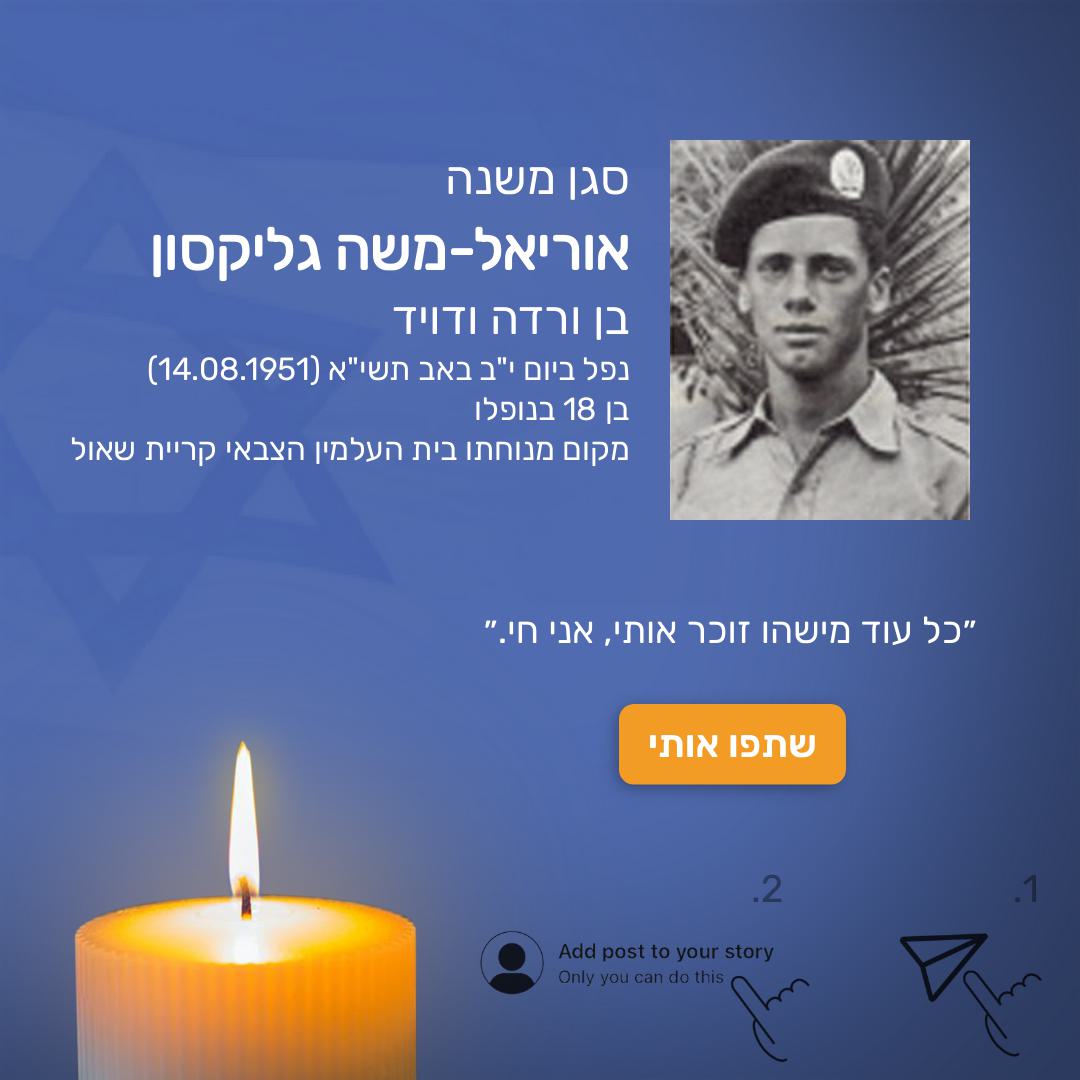 סגן משנה
אוריאל-משה גליקסון
בן ורדה ודויד
נפל ביום י"ב באב תשי"א (14.08.1951)
בן 18 בנופלו
מקום מנוחתו בית העלמין הצבאי קריית שאול
״כל עוד מישהו זוכר אותי, אני חי.״
שתפו אותי
1.
2.
Add post to your story
Only you can do this